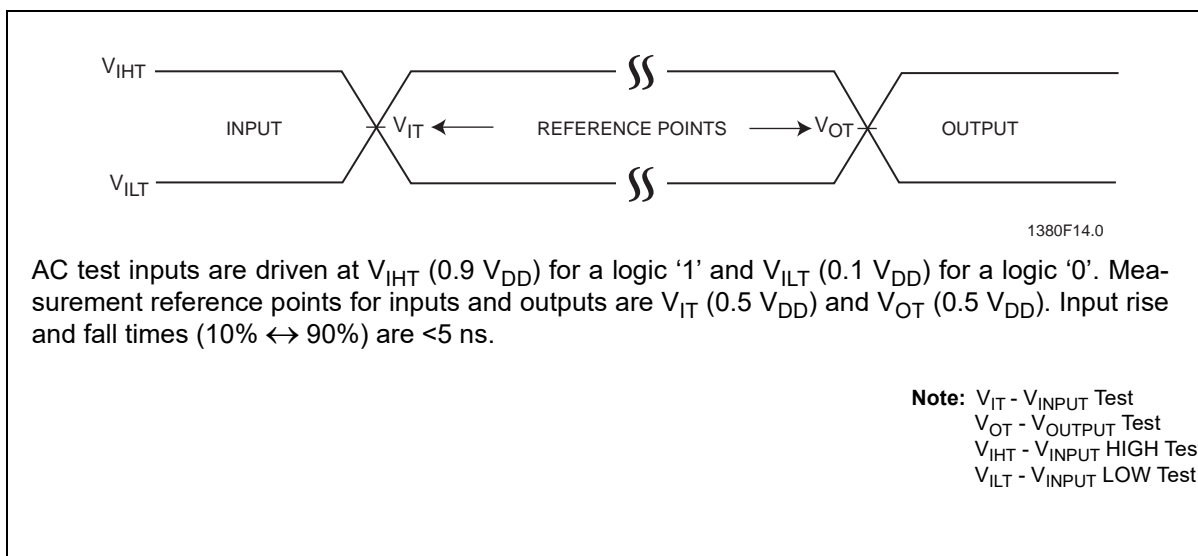 VIHT
INPUT VIT REFERENCE POINTS VOT OUTPUT
VILT
1380F14.0
AC test inputs are driven at VIHT (0.9 VDD) for a logic ‘1’ and VILT (0.1 VDD) for a logic ‘0’. Mea-
surement reference points for inputs and outputs are VIT (0.5 VDD) and VOT (0.5 VDD). Input rise
and fall times (10% ↔ 90%) are <5 ns.
Note: VIT - VINPUT Test
VOT - VOUTPUT Test
VIHT - VINPUT HIGH Tes
VILT - VINPUT LOW Test